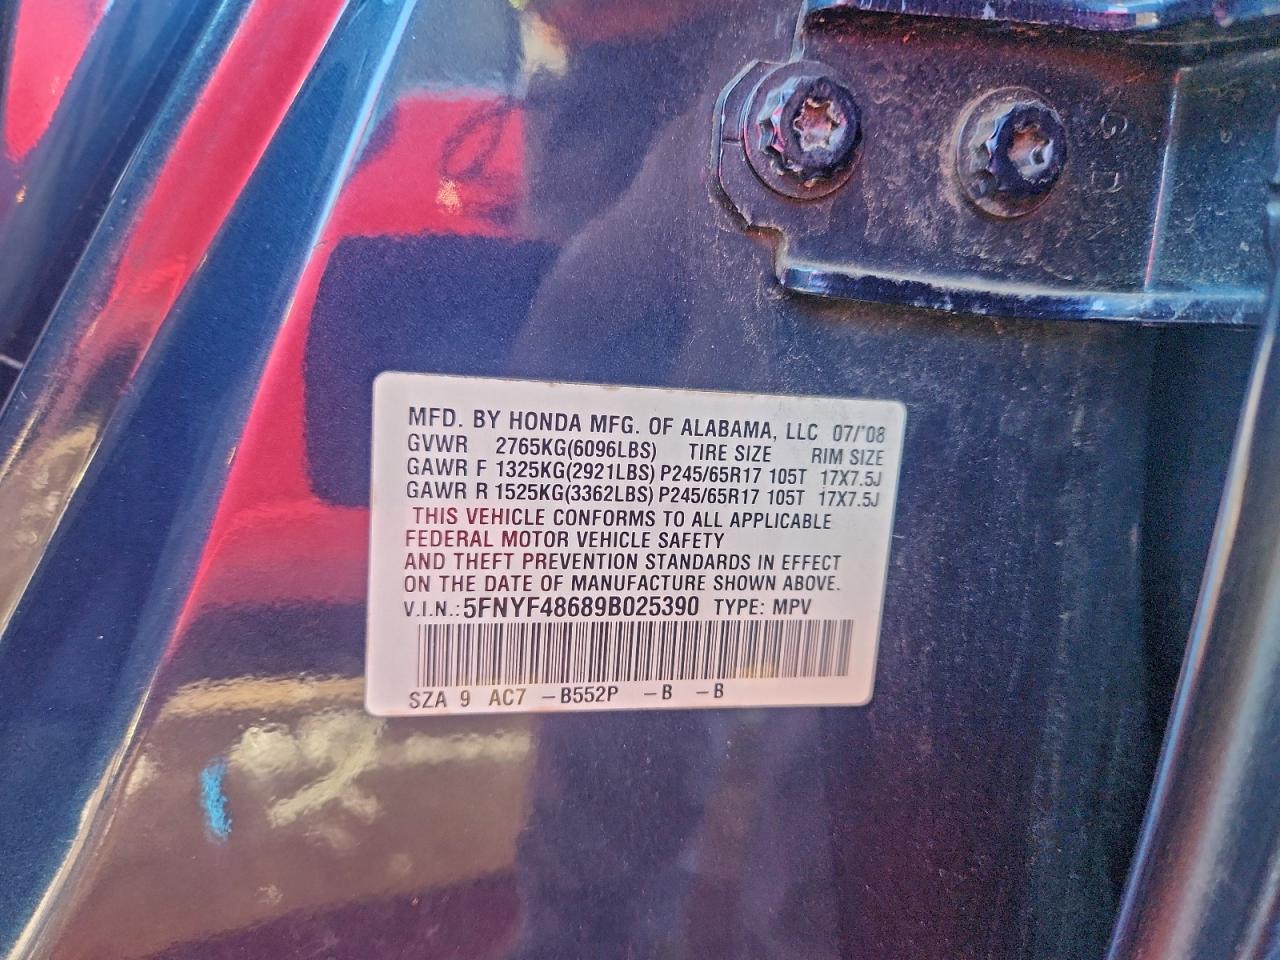 MFD. BY HONDA MFG. OF ALABAMA, LLC 07/'08
GVWR 2765KG(6096LBS) TIRE SIZE RIM SIZE
GAWR F 1325KG(2921LBS) P245/65R17 105T 17X7.5J
GAWR R 1525KG(3362LBS) P245/65R17 105T 17X7.5J
THIS VEHICLE CONFORMS TO ALL APPLICABLE
FEDERAL MOTOR VEHICLE SAFETY
AND THEFT PREVENTION STANDARDS IN EFFECT
ON THE DATE OF MANUFACTURE SHOWN ABOVE.
V.I.N.: 5FNYF48689B025390 TYPE: MPV
SZA 9 AC7 –B552P –B –B